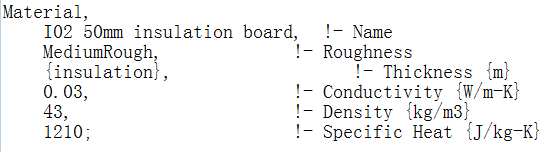 Material,
I02 50mm insulation board,  !- Name
MediumRough,  !- Roughness
{insulation},  !- Thickness {m}
0.03,  !- Conductivity {W/m-K}
43,  !- Density {kg/m3}
1210;  !- Specific Heat {J/kg-K}